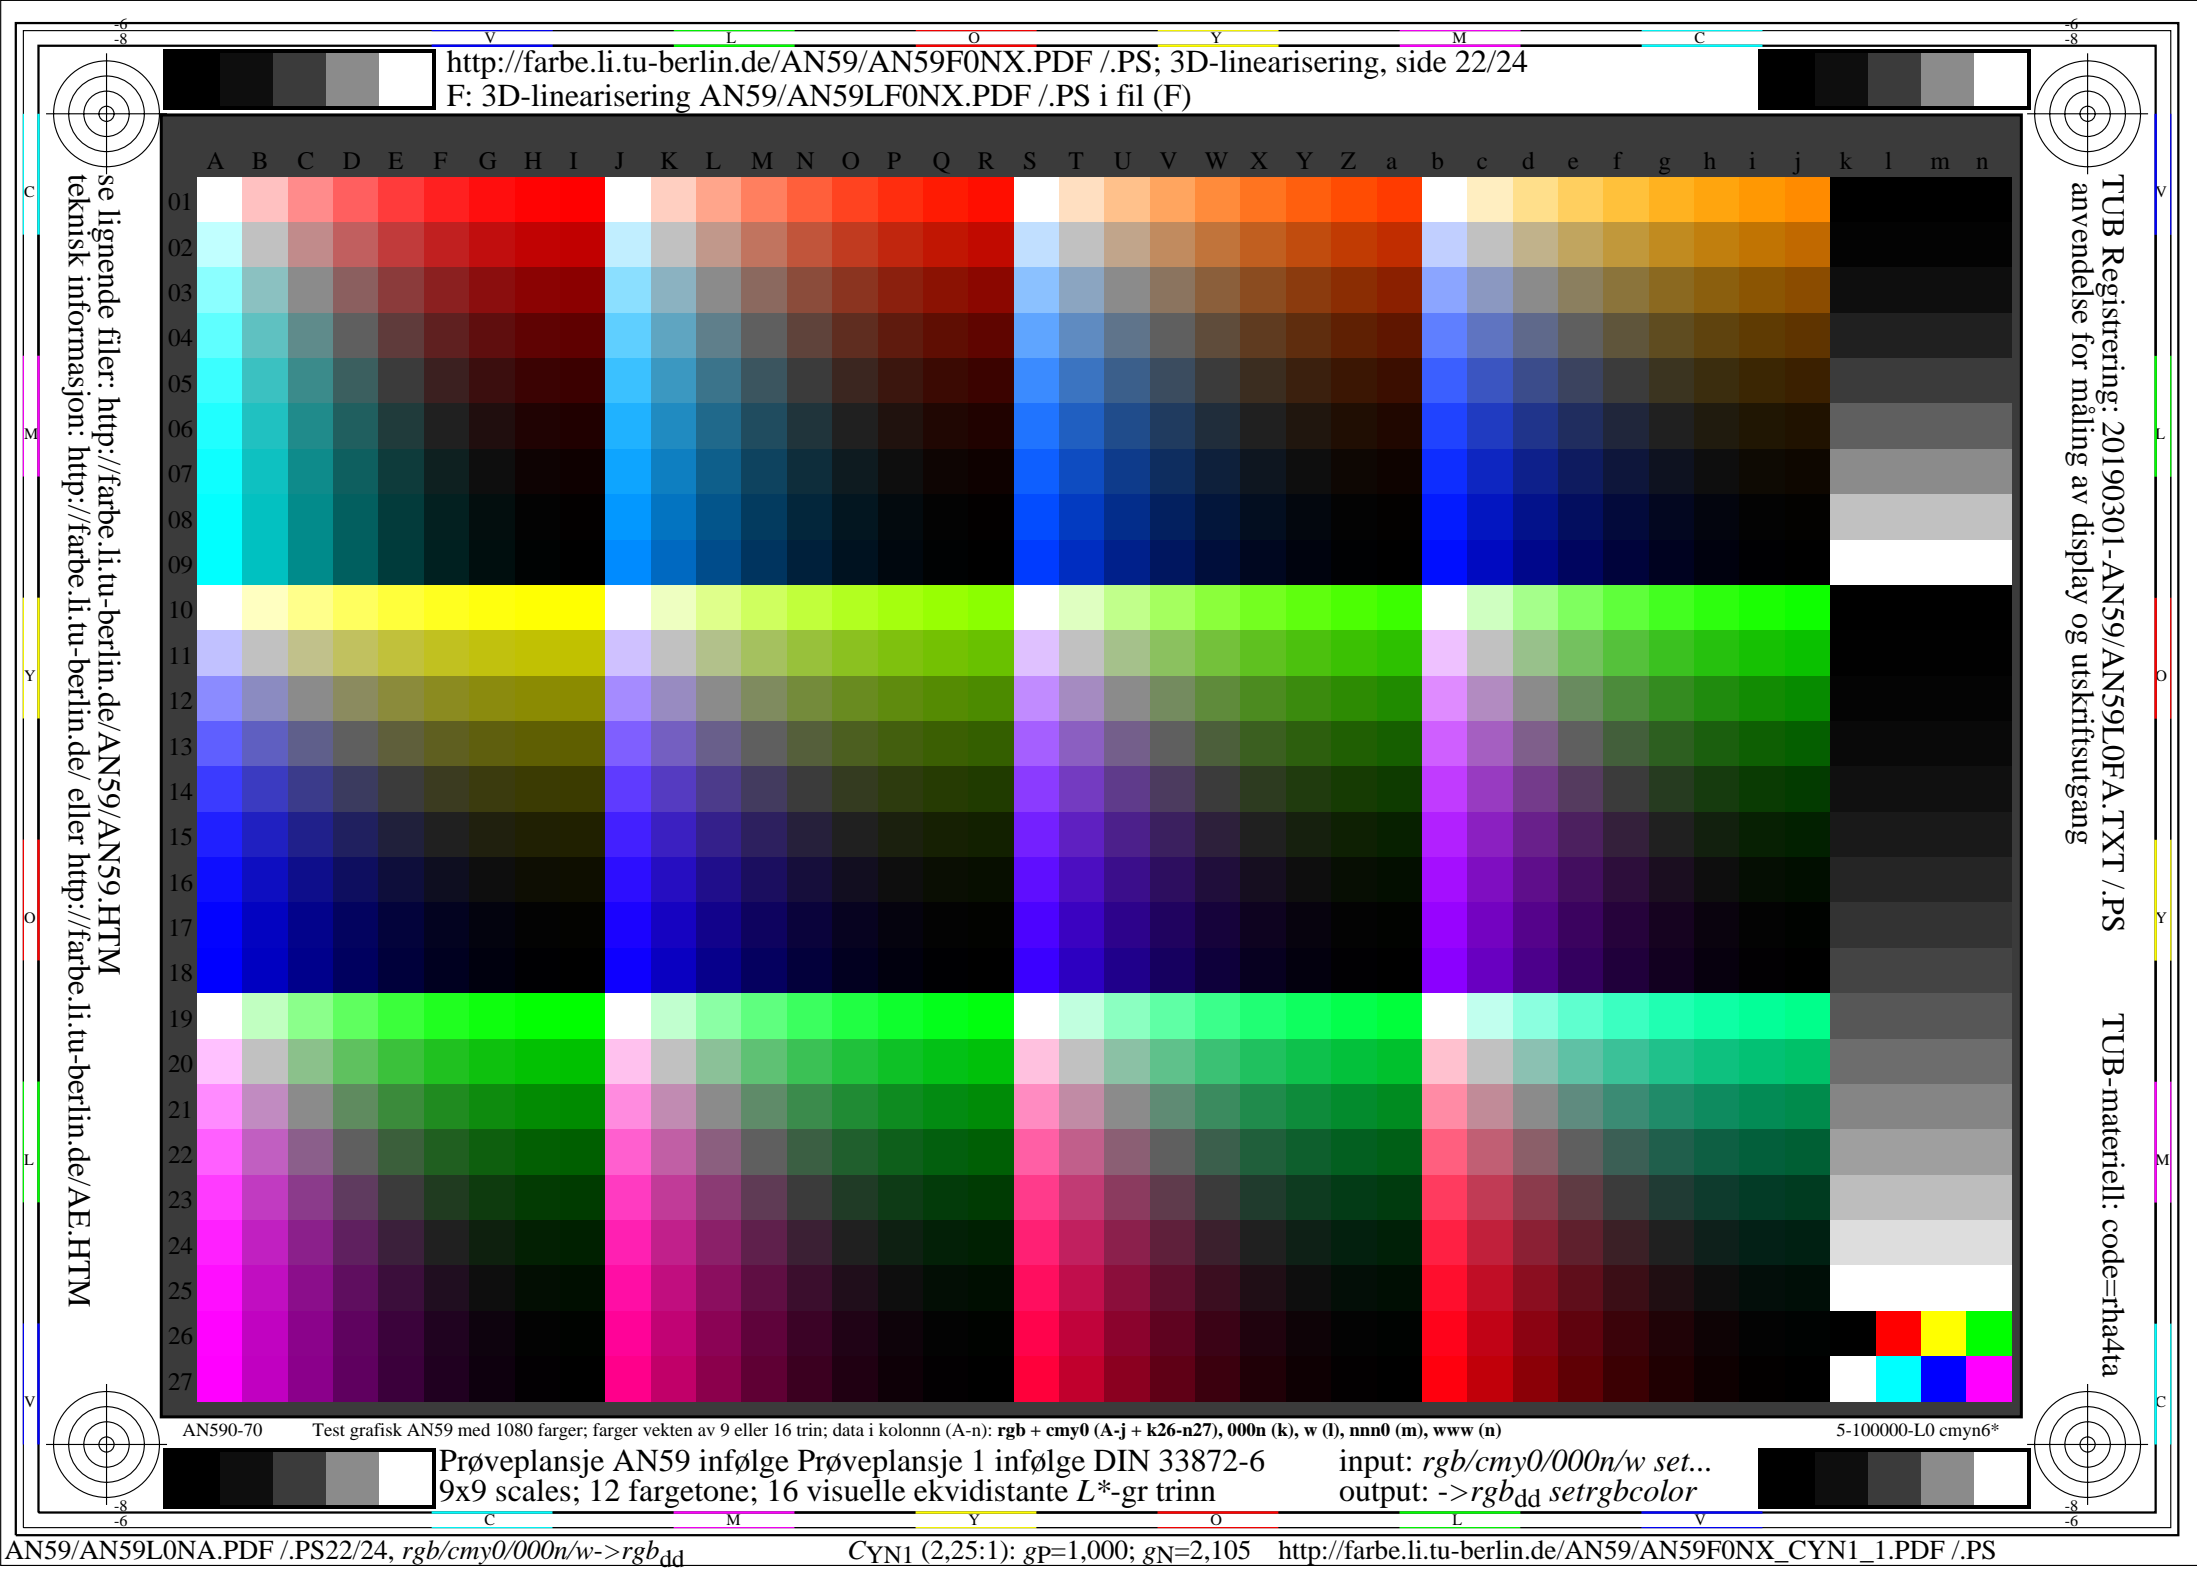 -6
-8
V L O Y M C
-6
-8
http://farbe.li.tu-berlin.de/AN59/AN59F0NX.PDF /.PS; 3D-linearisering, side 22/24
F: 3D-linearisering AN59/AN59LF0NX.PDF /.PS i fil (F)
A B C D E F G H I J K L M N O P Q R S T U V W X Y Z a b c d e f g h i j k l m n
01
02
03
04
05
06
07
08
09
10
11
12
13
14
15
16
17
18
19
20
21
22
23
24
25
26
27
C
M
Y
O
L
V
se lignende filer: http://farbe.li.tu-berlin.de/AN59/AN59.HTM
teknisk informasjon: http://farbe.li.tu-berlin.de/ eller http://farbe.li.tu-berlin.de/AE.HTM
TUB Registrering: 20190301-AN59/AN59L0FA.TXT /.PS TUB-materiell: code=rha4ta
anvendelse for måling av display og utskriftsutgang
V
L
O
Y
M
C
AN590-70 Test grafisk AN59 med 1080 farger; farger vekten av 9 eller 16 trin; data i kolonnn (A-n): rgb + cmy0 (A-j + k26-n27), 000n (k), w (l), nnn0 (m), www (n) 5-100000-L0 cmyn6*
Prøveplansje AN59 infølge Prøveplansje 1 infølge DIN 33872-6 input: rgb/cmy0/000n/w set...
9x9 scales; 12 fargetone; 16 visuelle ekvidistante L*-gr trinn output: ->rgbdd setrgbcolor
-8
-6
C M Y O L V
-8
-6
AN59/AN59L0NA.PDF /.PS22/24, rgb/cmy0/000n/w->rgbdd CYN1 (2,25:1): gP=1,000; gN=2,105 http://farbe.li.tu-berlin.de/AN59/AN59F0NX_CYN1_1.PDF /.PS